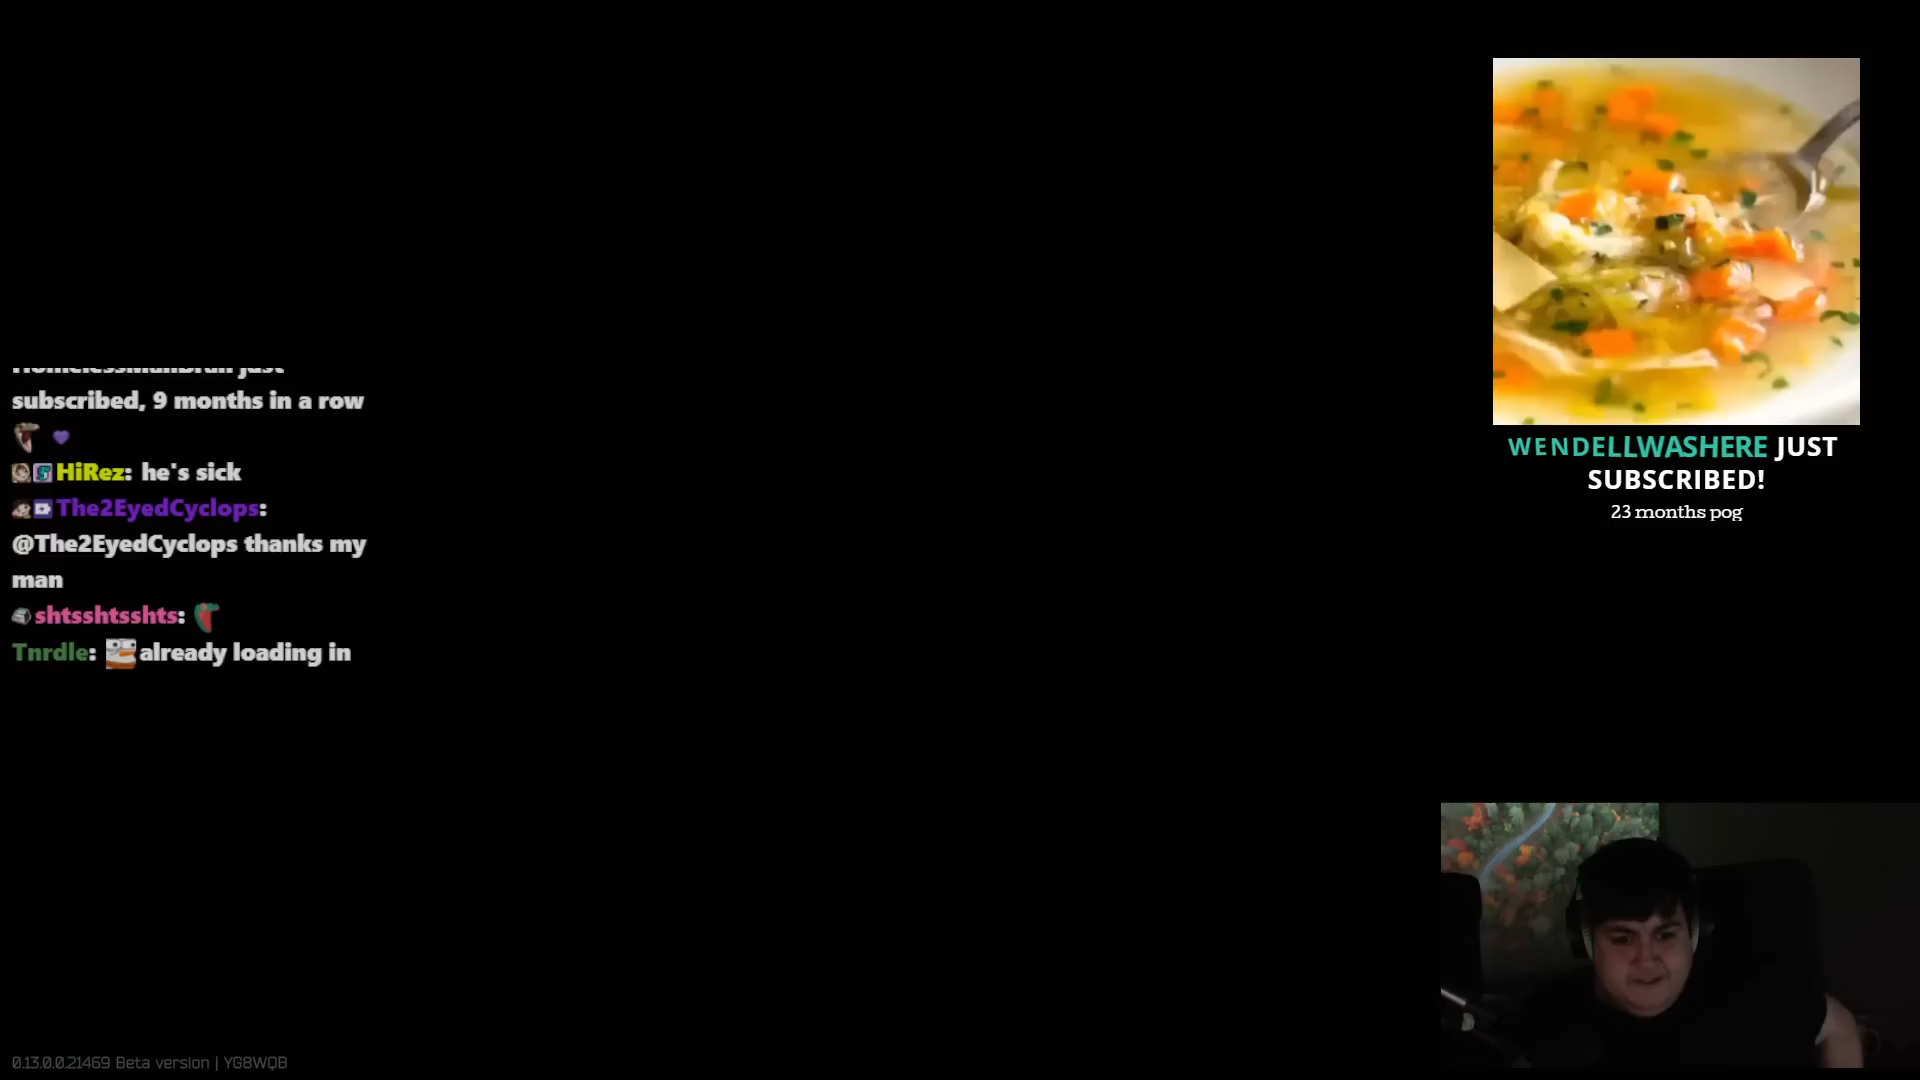 subscribed, 9 months in a row
HiRez: he's sick
The2EyedCyclops:
@The2EyedCyclops thanks my
man
shtsshtsshts:
Tnrdle: already loading in
WENDELLWASHERE JUST
SUBSCRIBED!
23 months pog
0.13.0.0.21469 Beta version | YG8WQB